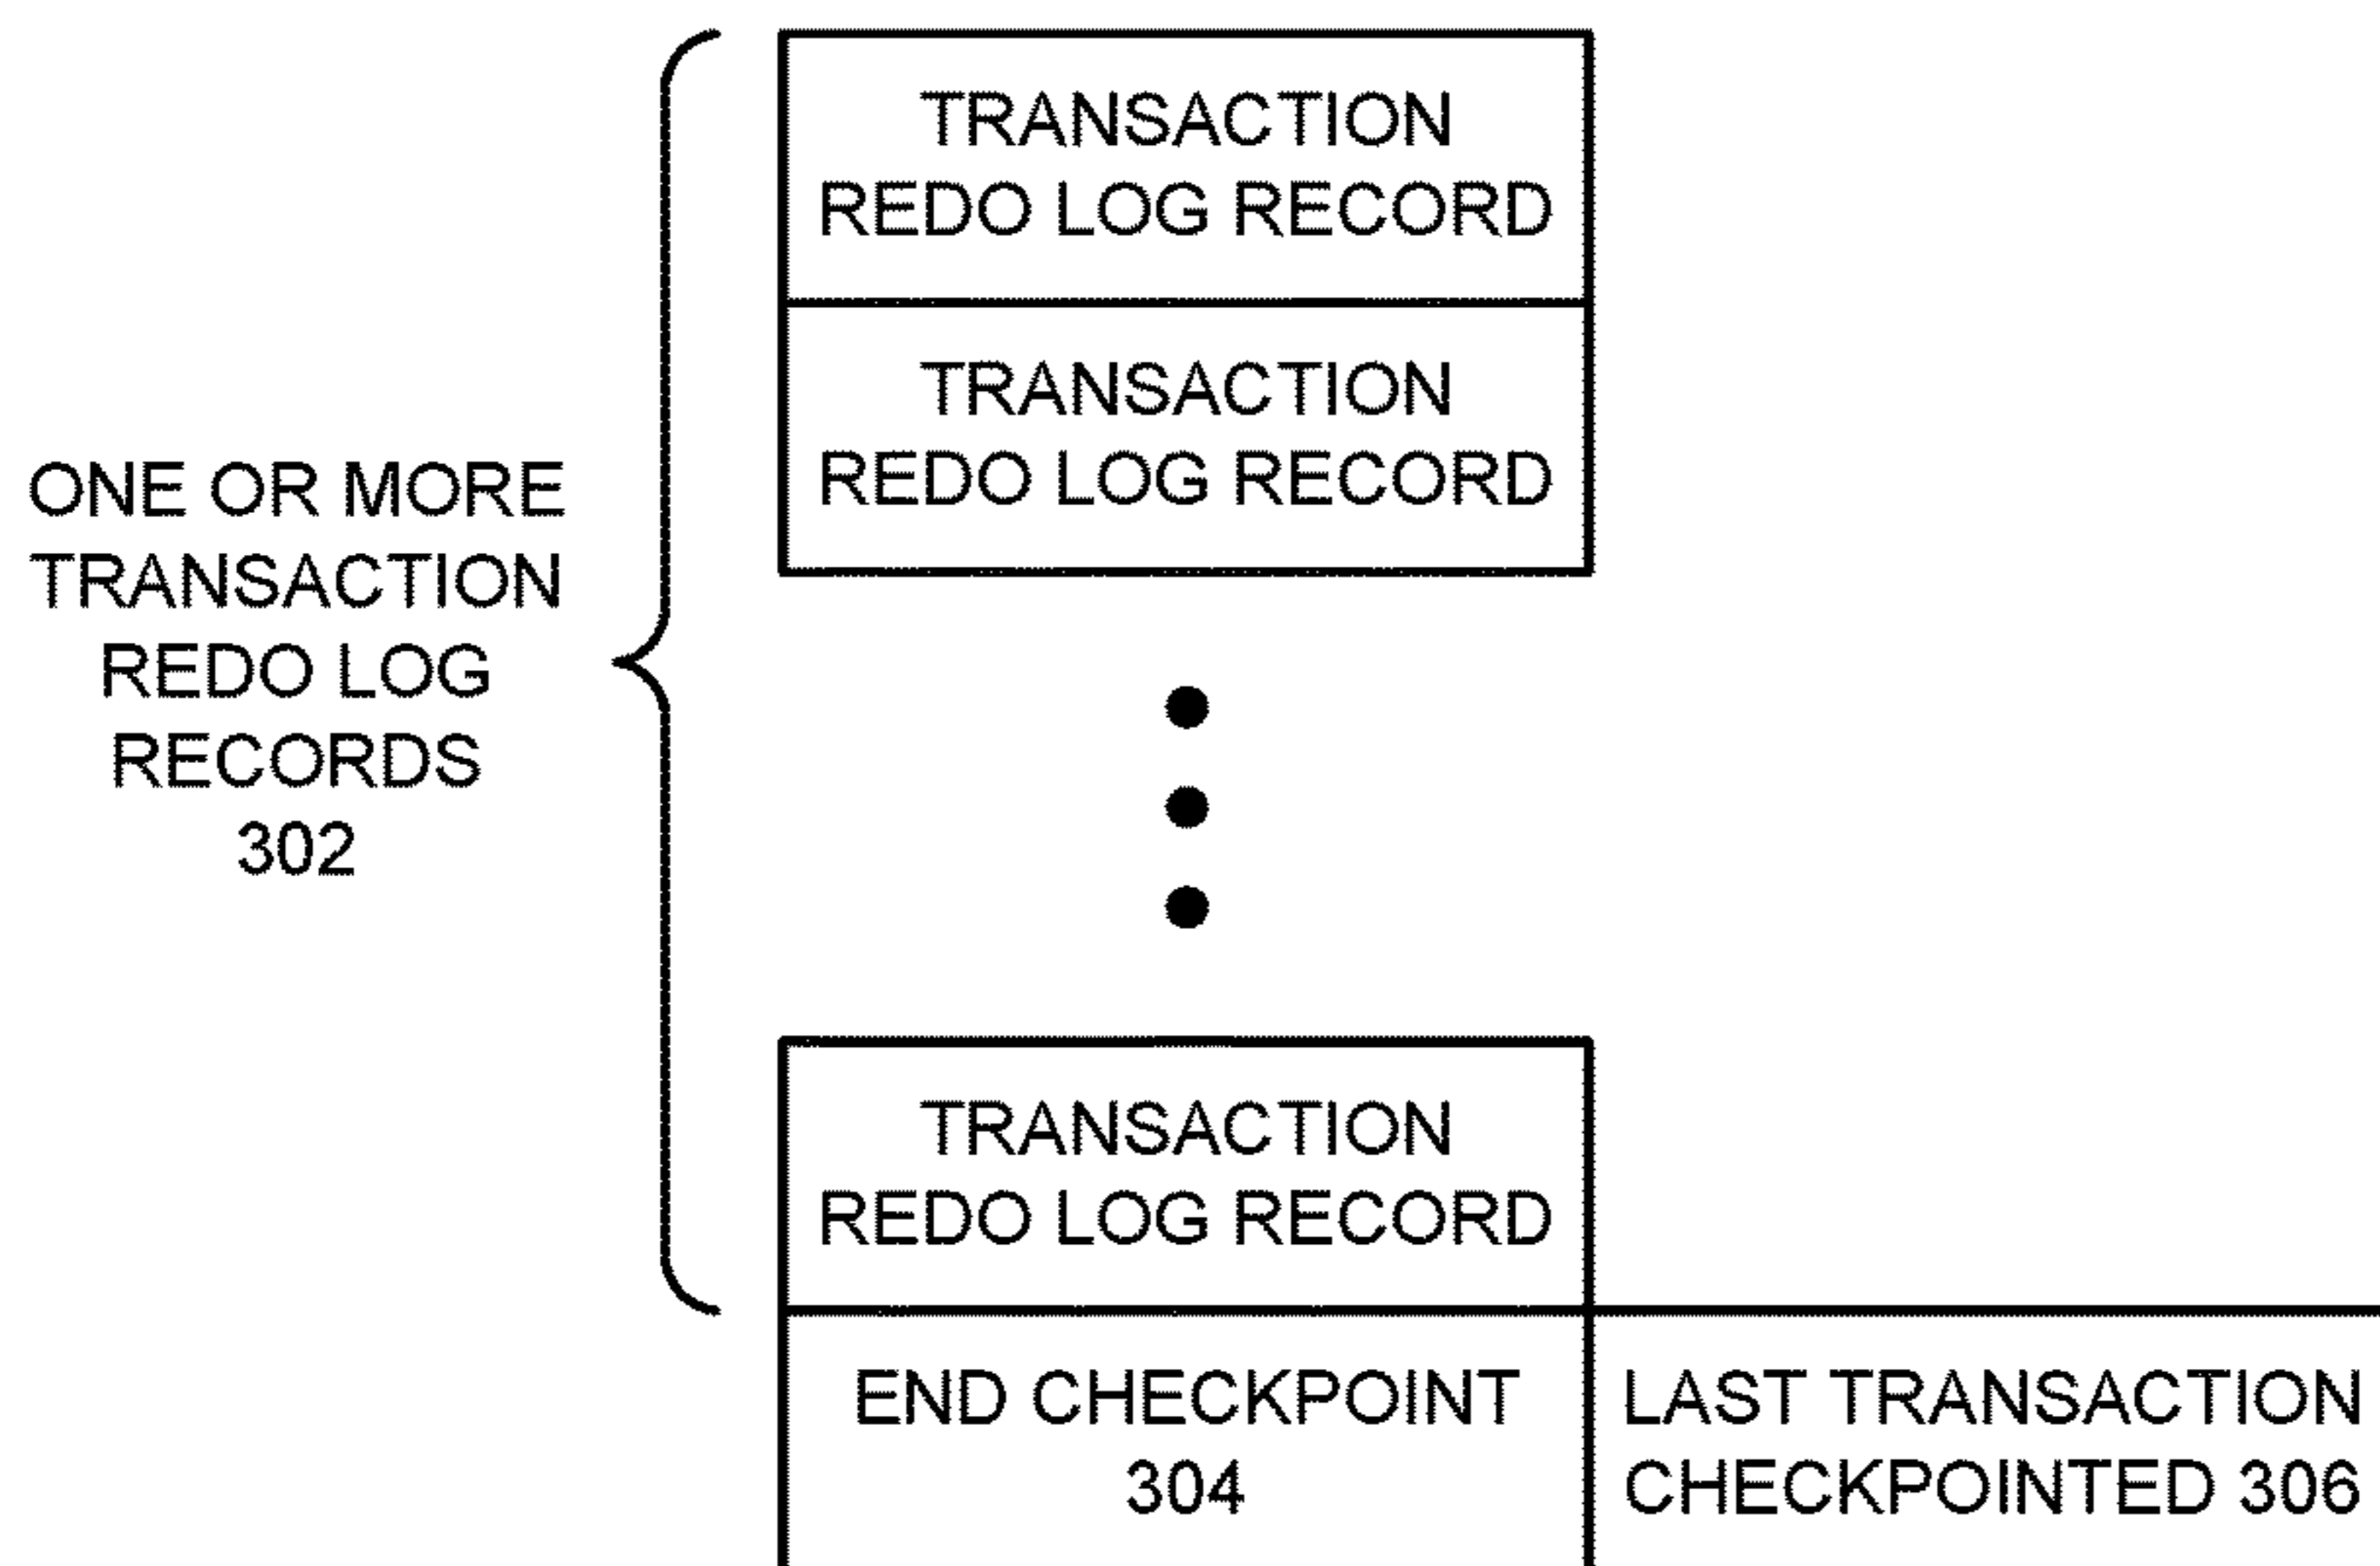 TRANSACTION
REDO LOG RECORD
TRANSACTION
REDO LOG RECORD
ONE OR MORE
TRANSACTION
REDO LOG
RECORDS
302
TRANSACTION
REDO LOG RECORD
END CHECKPOINT
304
LAST TRANSACTION
CHECKPOINTED 306